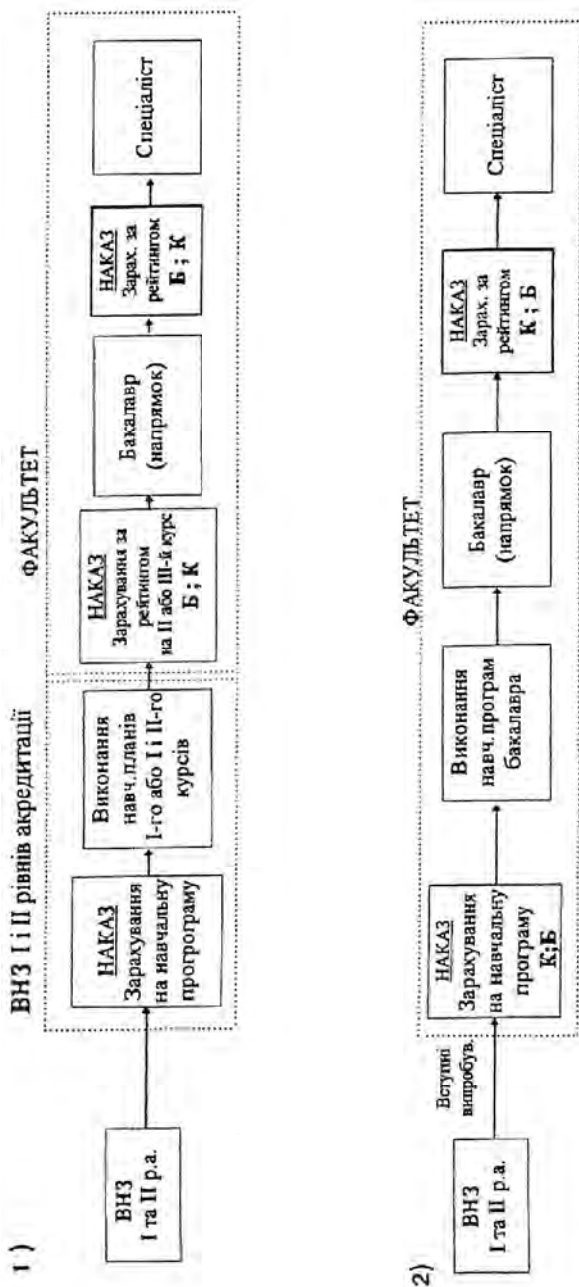 1)
ВНЗ І і ІІ рівнів акредитації
ФАКУЛЬТЕТ
ВНЗ
І та ІІ р.а.
НАКАЗ
Зарахування
на навчальну
прогрограму
Виконання
навч.планів
І-го або І і ІІ-го
курсів
НАКАЗ
Зарахування за
рейтингом
на ІІ або ІІІ-й курс
Б ; К
Бакалавр
(напрямок)
НАКАЗ
Зарах. за
рейтингом
Б ; К
Спеціаліст
2)
ФАКУЛЬТЕТ
ВНЗ
І та ІІ р.а.
Вступні
випробув.
НАКАЗ
Зарахування
на навчальну
програму
К;Б
Виконання
навч.програм
бакалавра
Бакалавр
(напрямок)
НАКАЗ
Зарах. за
рейтингом
К ; Б
Спеціаліст